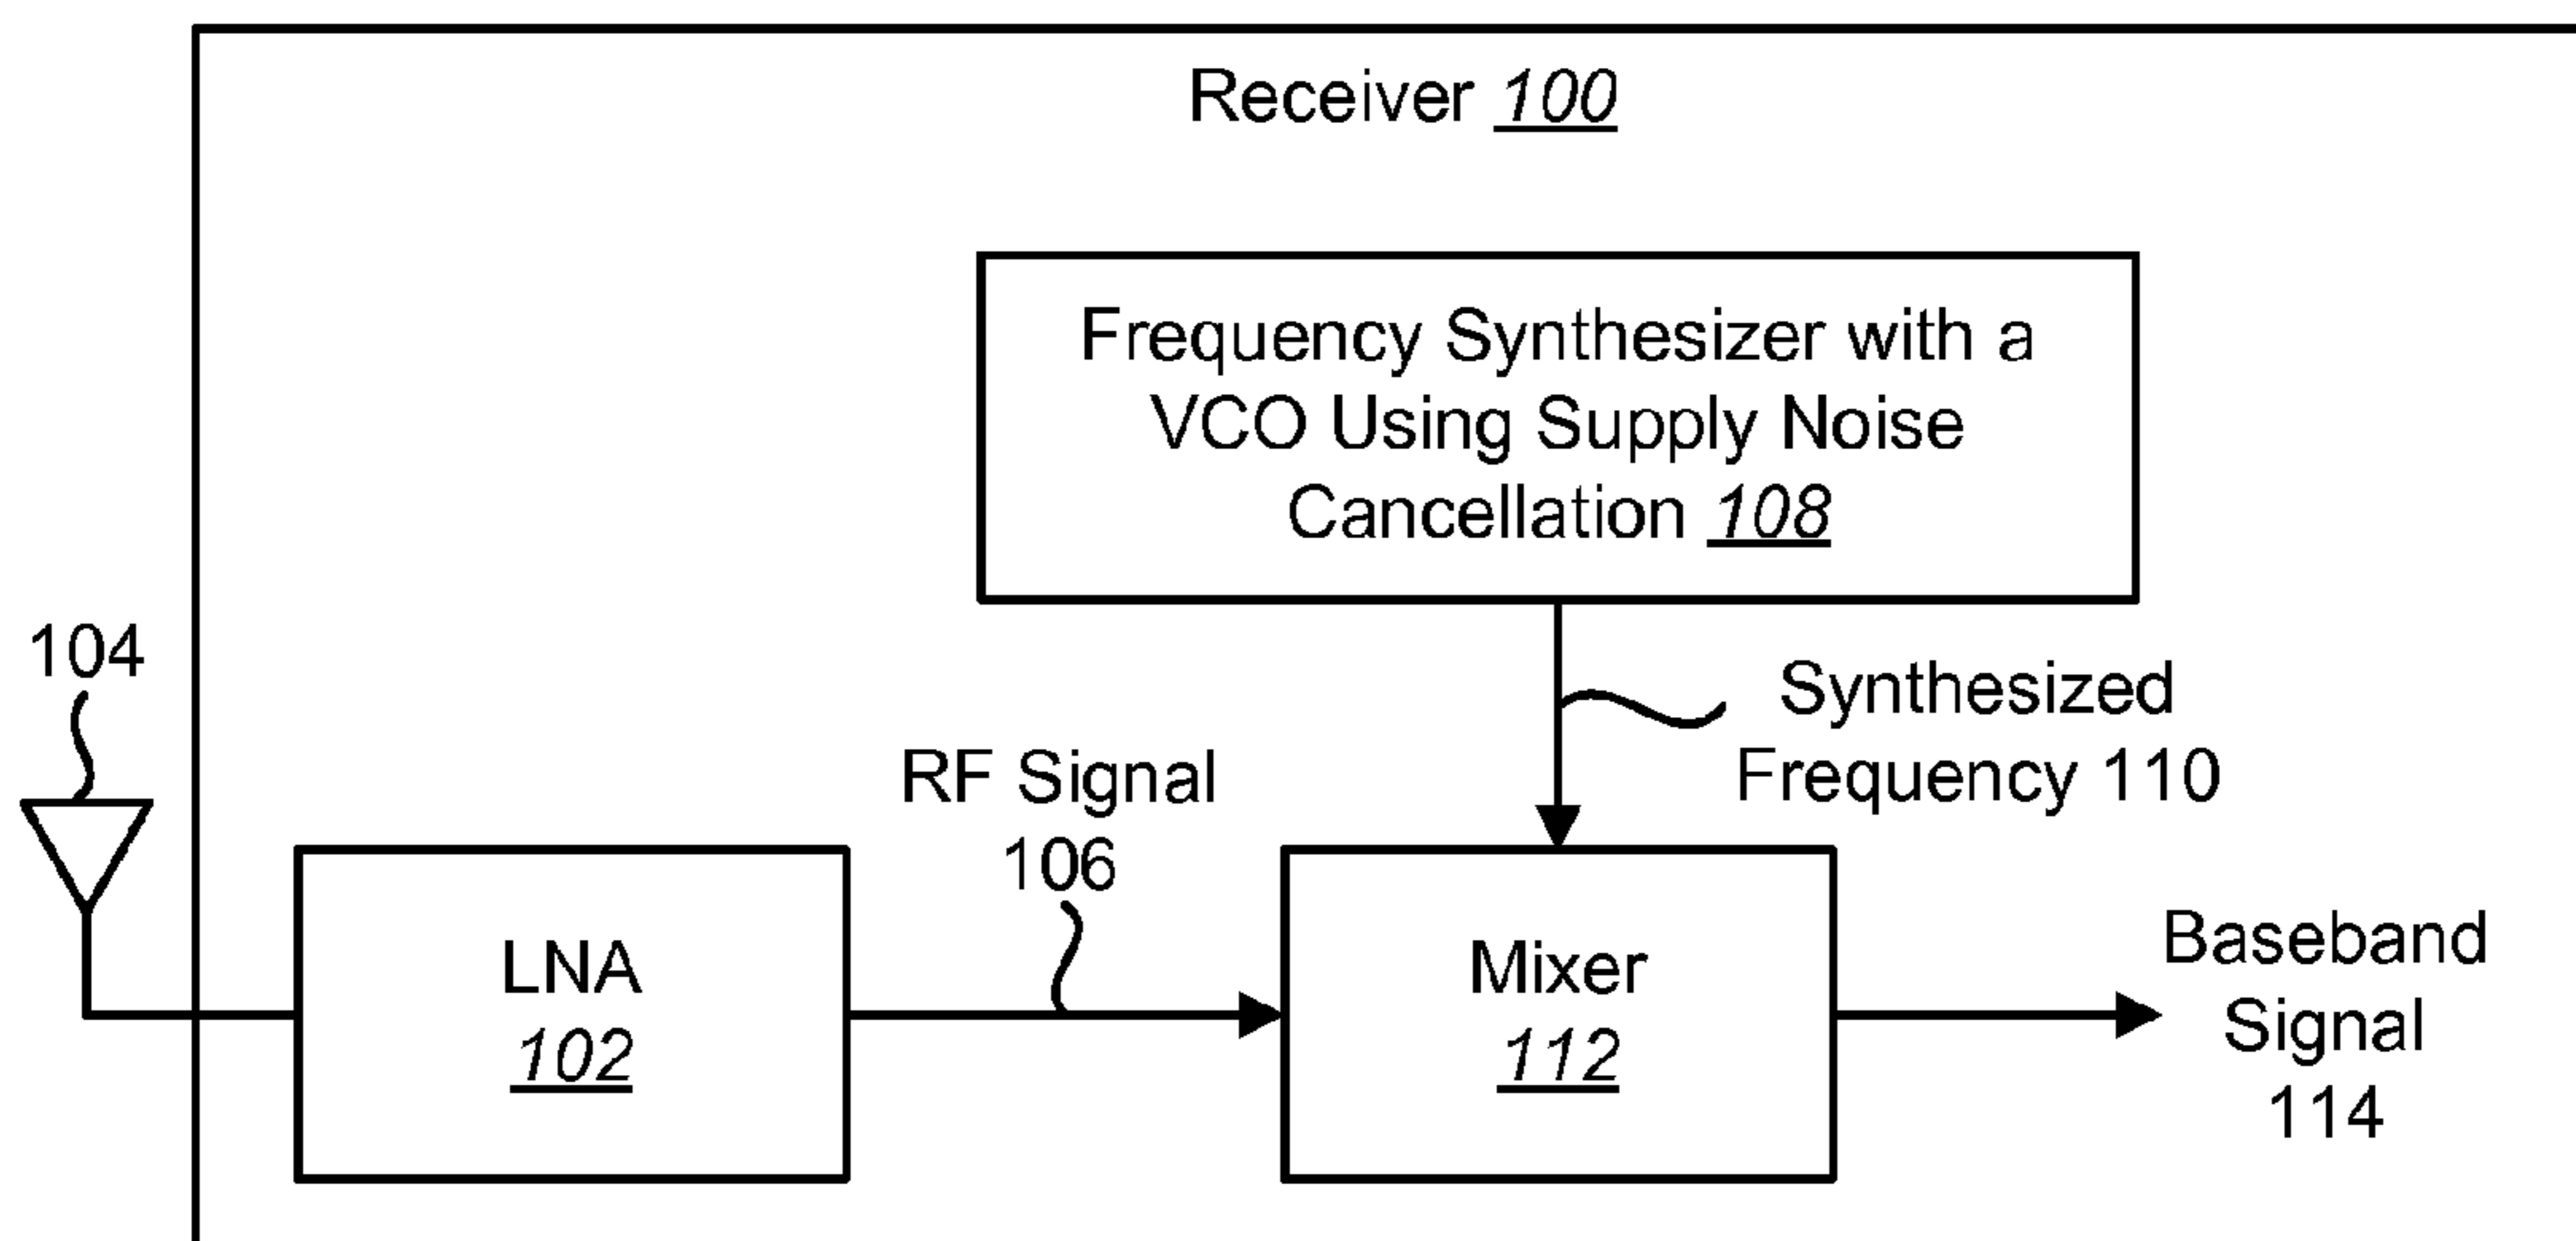 Receiver 100
Frequency Synthesizer with a
VCO Using Supply Noise
Cancellation 108
104
Synthesized
Frequency 110
RF Signal
106
LNA
102
Mixer
112
Baseband
Signal
114